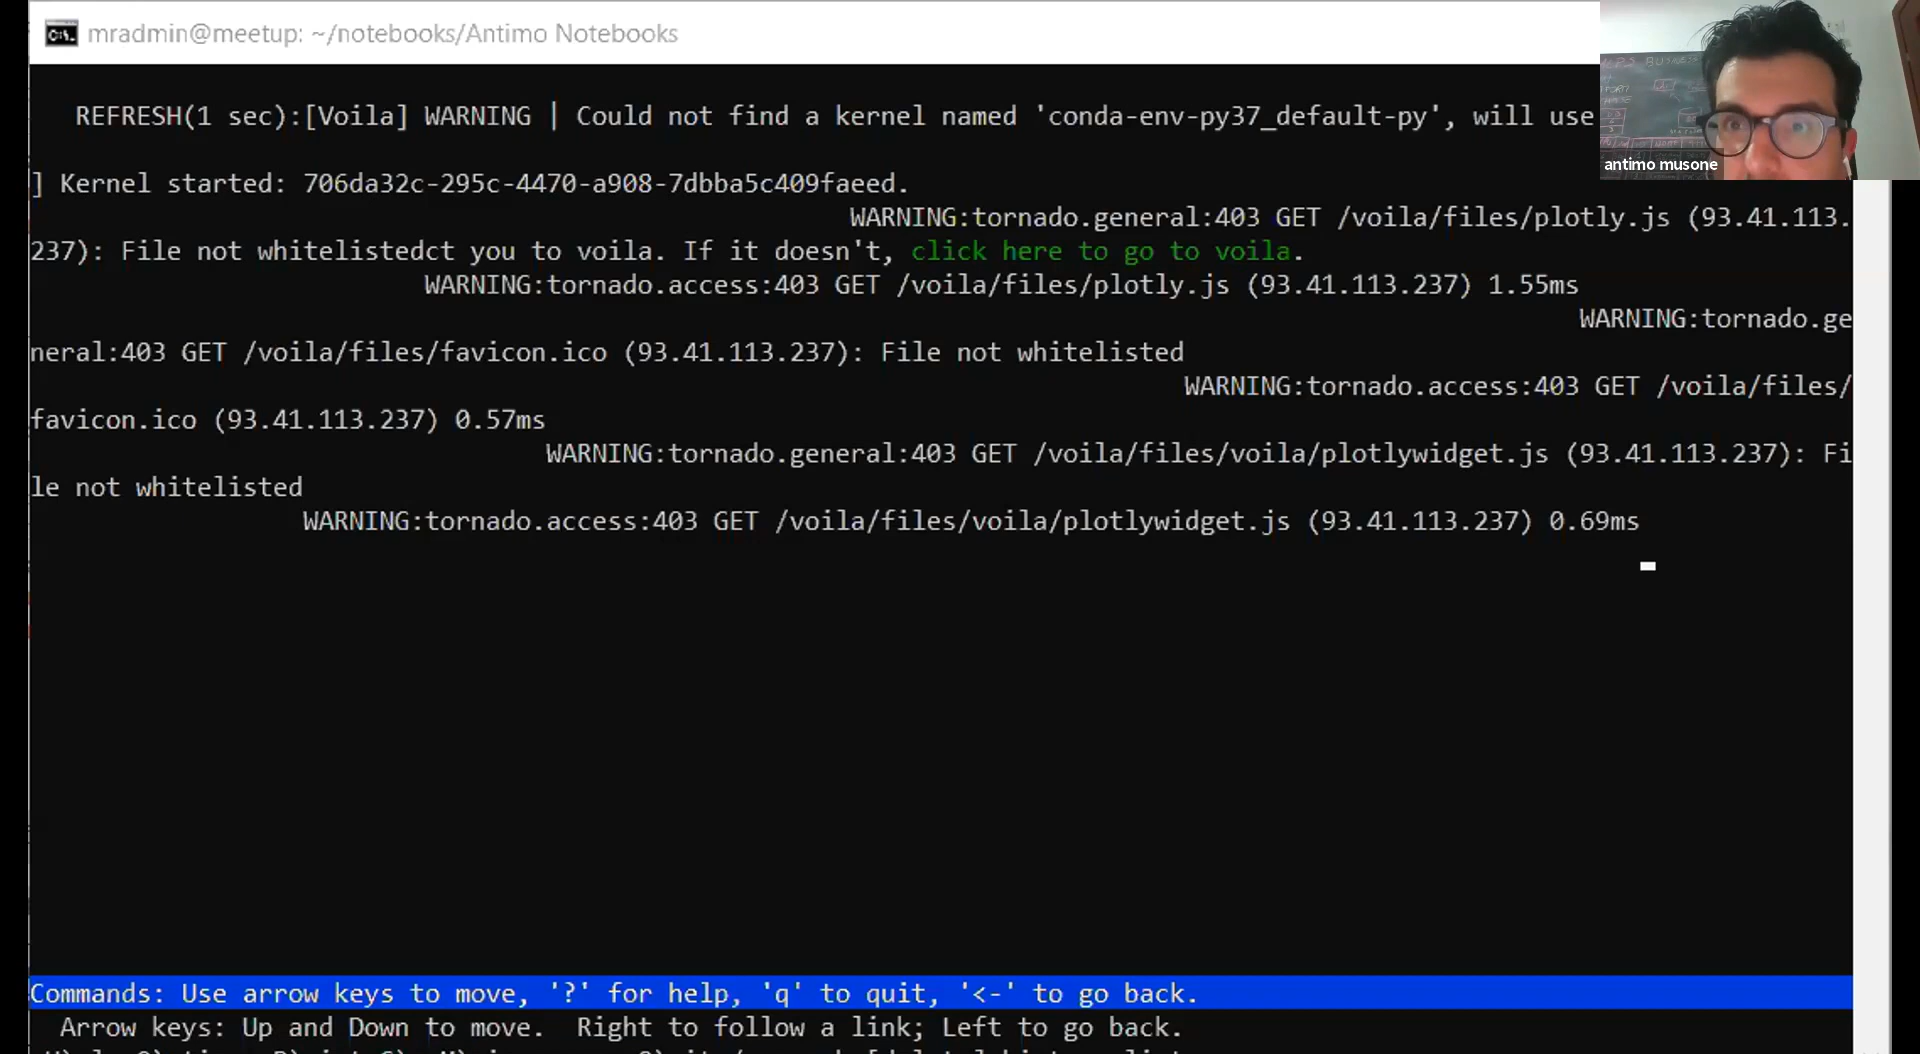 mradmin@meetup: ~/notebooks/Antimo Notebooks
REFRESH(1 sec):[Voila] WARNING | Could not find a kernel named 'conda-env-py37_default-py', will use
] Kernel started: 706da32c-295c-4470-a908-7dbba5c409faeed.
WARNING:tornado.general:403 GET /voila/files/plotly.js (93.41.113.
237): File not whitelistedct you to voila. If it doesn't, click here to go to voila.
WARNING:tornado.access:403 GET /voila/files/plotly.js (93.41.113.237) 1.55ms
WARNING:tornado.ge
neral:403 GET /voila/files/favicon.ico (93.41.113.237): File not whitelisted
WARNING:tornado.access:403 GET /voila/files/
favicon.ico (93.41.113.237) 0.57ms
WARNING:tornado.general:403 GET /voila/files/voila/plotlywidget.js (93.41.113.237): Fi
le not whitelisted
WARNING:tornado.access:403 GET /voila/files/voila/plotlywidget.js (93.41.113.237) 0.69ms
Commands: Use arrow keys to move, '?' for help, 'q' to quit, '<-' to go back.
Arrow keys: Up and Down to move. Right to follow a link; Left to go back.
antimo musone
BUSINESS